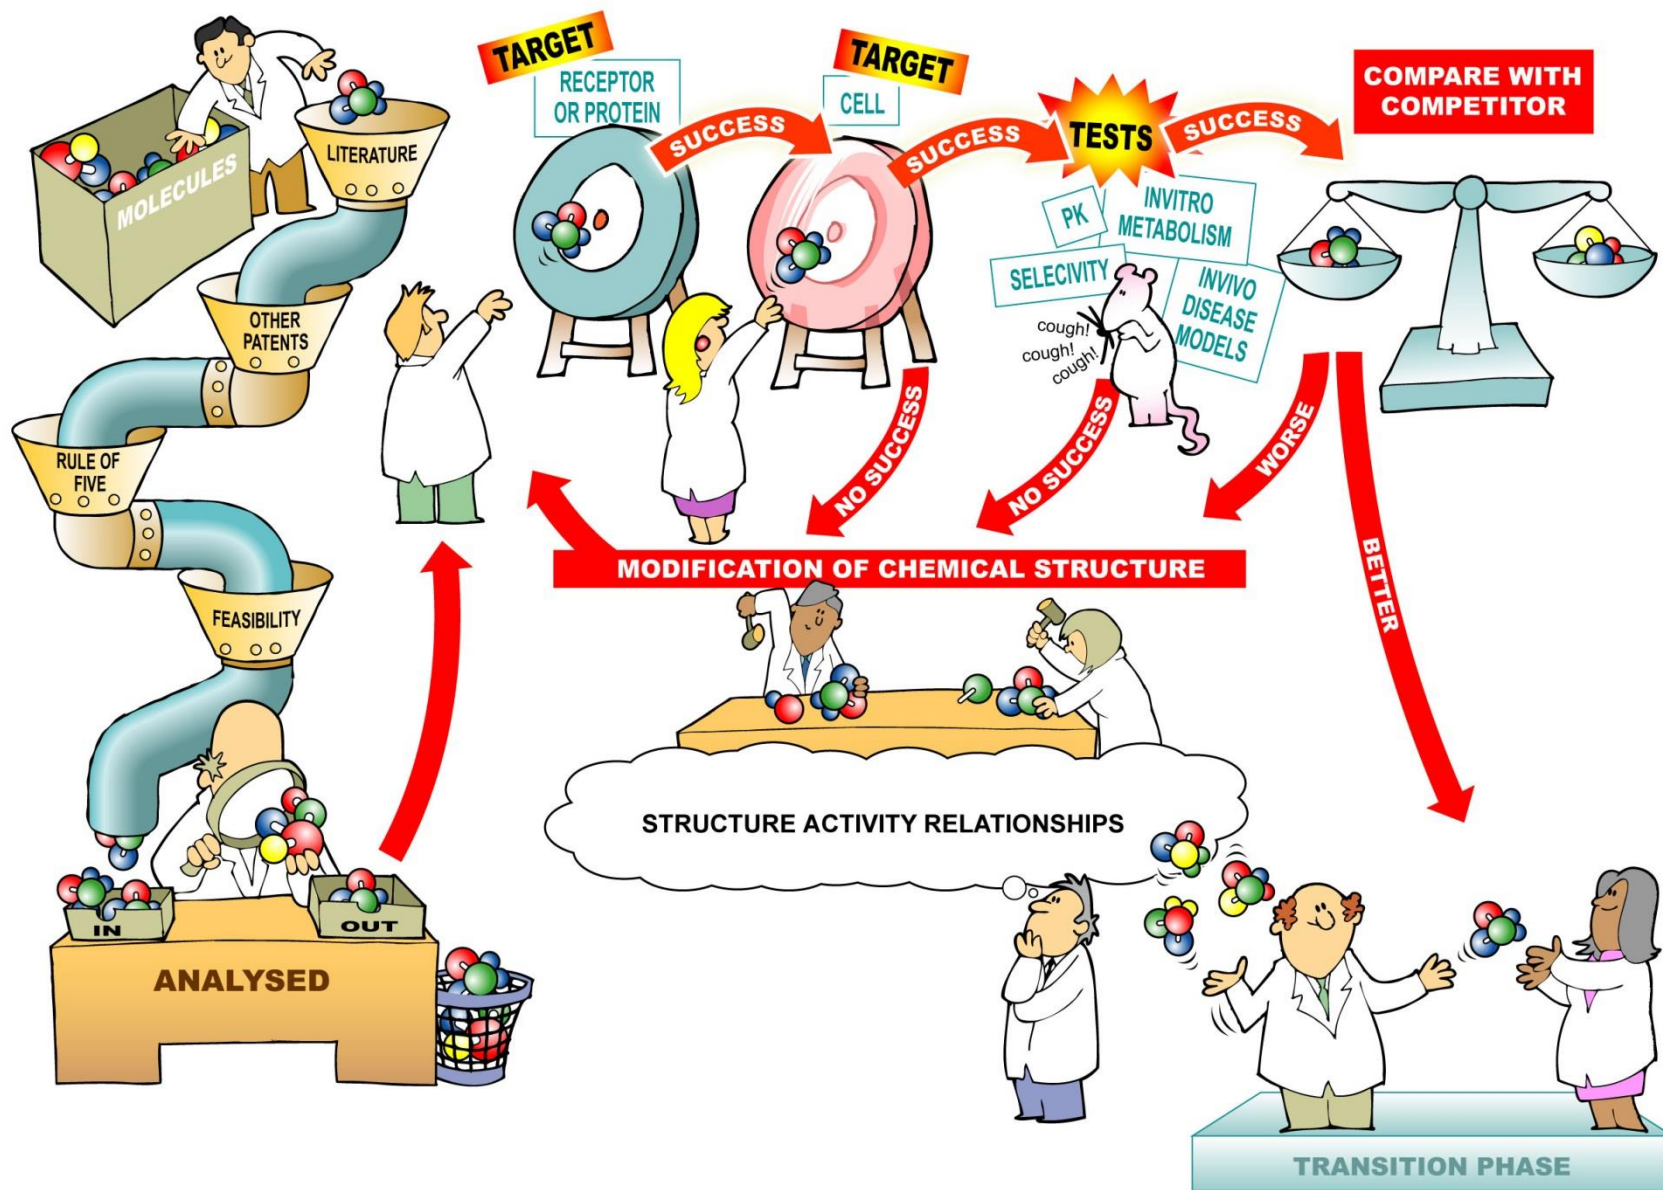 MOLECULES
LITERATURE
OTHER
PATENTS
RULE OF
FIVE
FEASIBILITY
IN
OUT
ANALYSED
TARGET
RECEPTOR
OR PROTEIN
SUCCESS
TARGET
CELL
SUCCESS
TESTS
SUCCESS
PK
INVITRO
METABOLISM
SELECIVITY
INVIVO
DISEASE
MODELS
cough!
cough!
cough!
COMPARE WITH
COMPETITOR
NO SUCCESS
NO SUCCESS
WORSE
BETTER
MODIFICATION OF CHEMICAL STRUCTURE
STRUCTURE ACTIVITY RELATIONSHIPS
TRANSITION PHASE